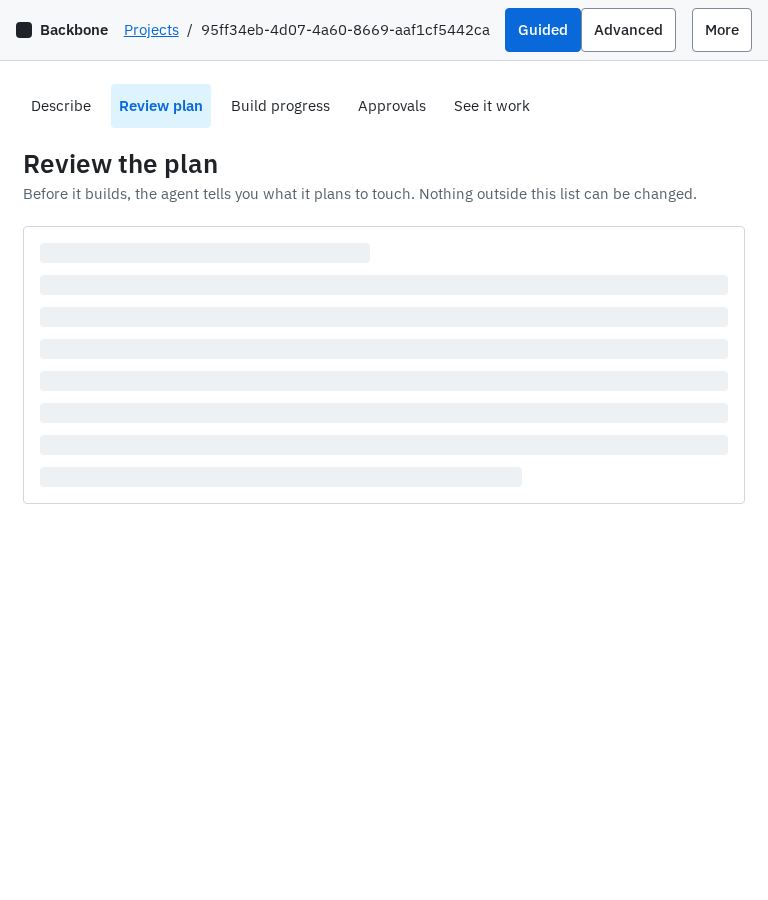 Backbone Projects / 95ff34eb-4d07-4a60-8669-aaf1cf5442ca Guided Advanced More
Describe Review plan Build progress Approvals See it work
Review the plan
Before it builds, the agent tells you what it plans to touch. Nothing outside this list can be changed.